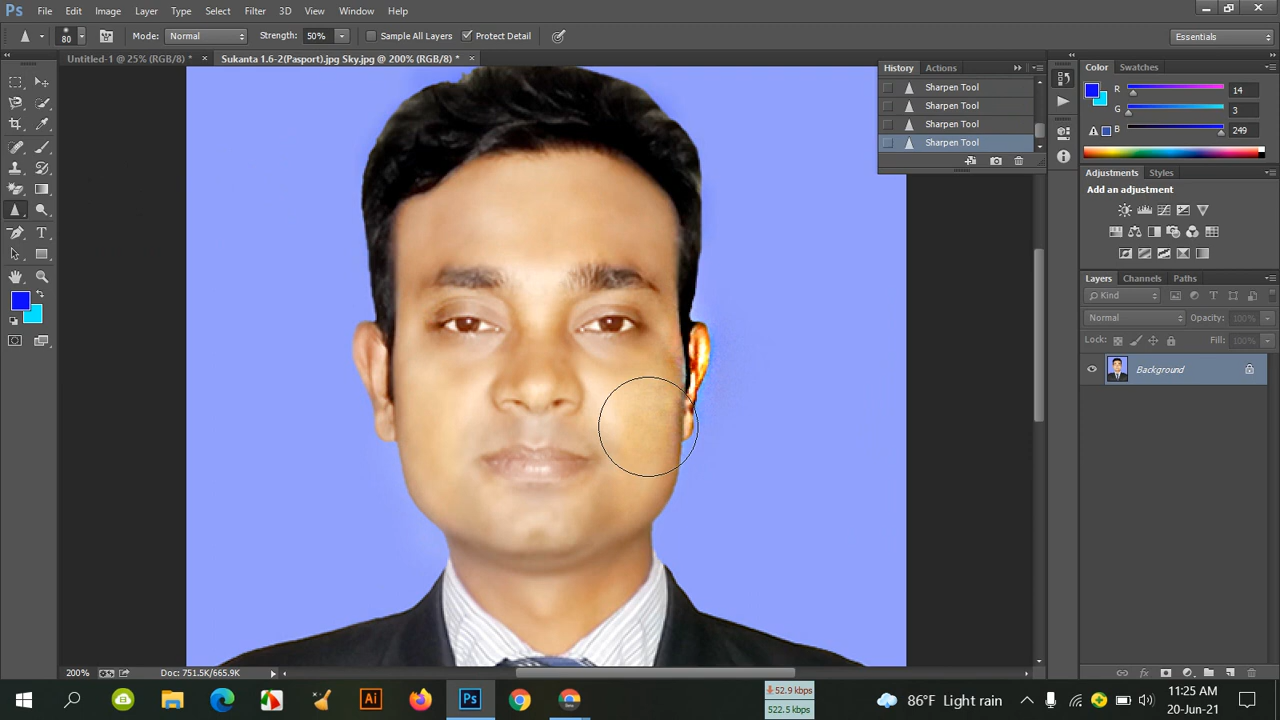 Ps File Edit Image Layer Type Select Filter 3D View Window Help
80 Mode: Normal Strength: 50% Sample All Layers Protect Detail Essentials
Untitled-1 @ 25% (RGB/8) * × Sukanta 1.6-2(Pasport).jpg Sky.jpg @ 200% (RGB/8) * ×
History Actions
Sharpen Tool
Sharpen Tool
Sharpen Tool
Sharpen Tool
Color Swatches
R 14
G 3
B 249
Adjustments Styles
Add an adjustment
Layers Channels Paths
Kind
Normal Opacity: 100%
Lock: Fill: 100%
Background
200% Doc: 751.5K/665.9K
Ai Ps
52.9 kbps
522.5 kbps
86°F Light rain
1:25 AM
20-Jun-21